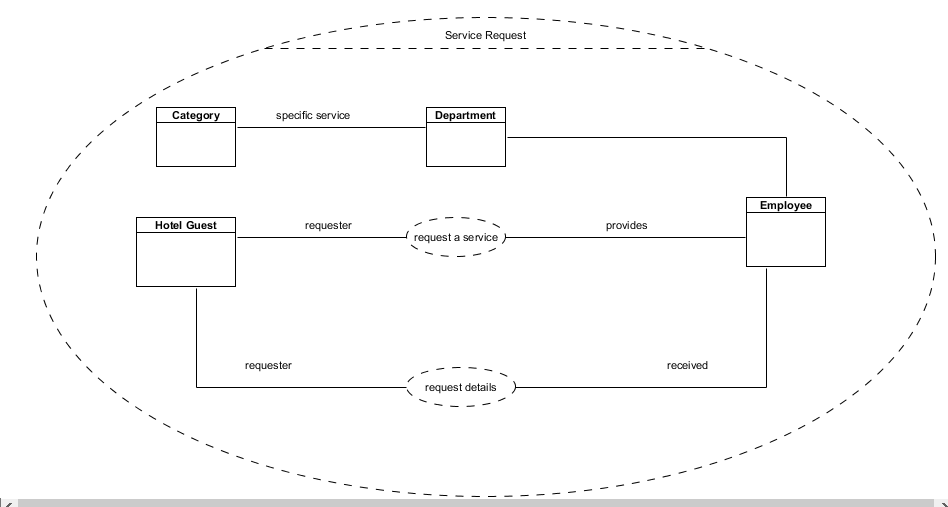 Service Request
Category
specific service
Department
Employee
Hotel Guest
requester
request a service
provides
requester
request details
received